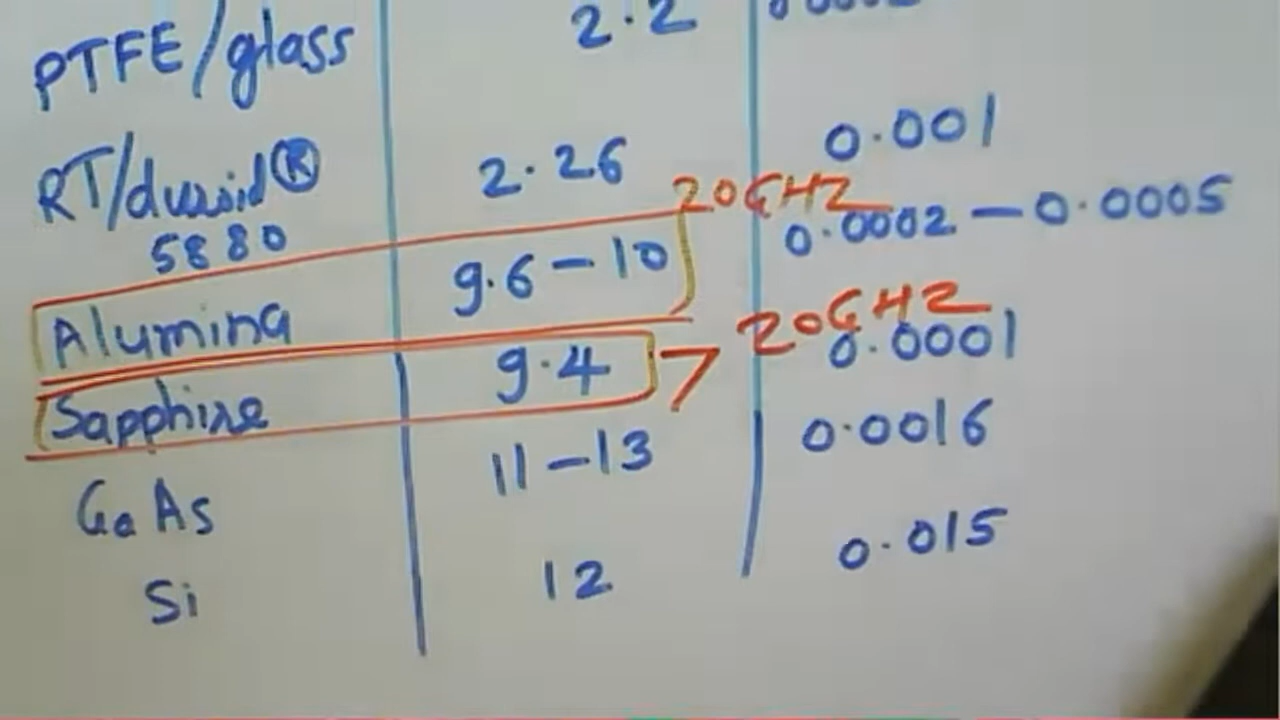 PTFE/glass 2.2
RT/duroid® 2.26 0.001
5880
20GHZ
Alumina 9.6 - 10 0.0002 - 0.0005
20GHZ
Sapphire 9.4 0.0001
GaAs 11 - 13 0.0016
Si 12 0.015